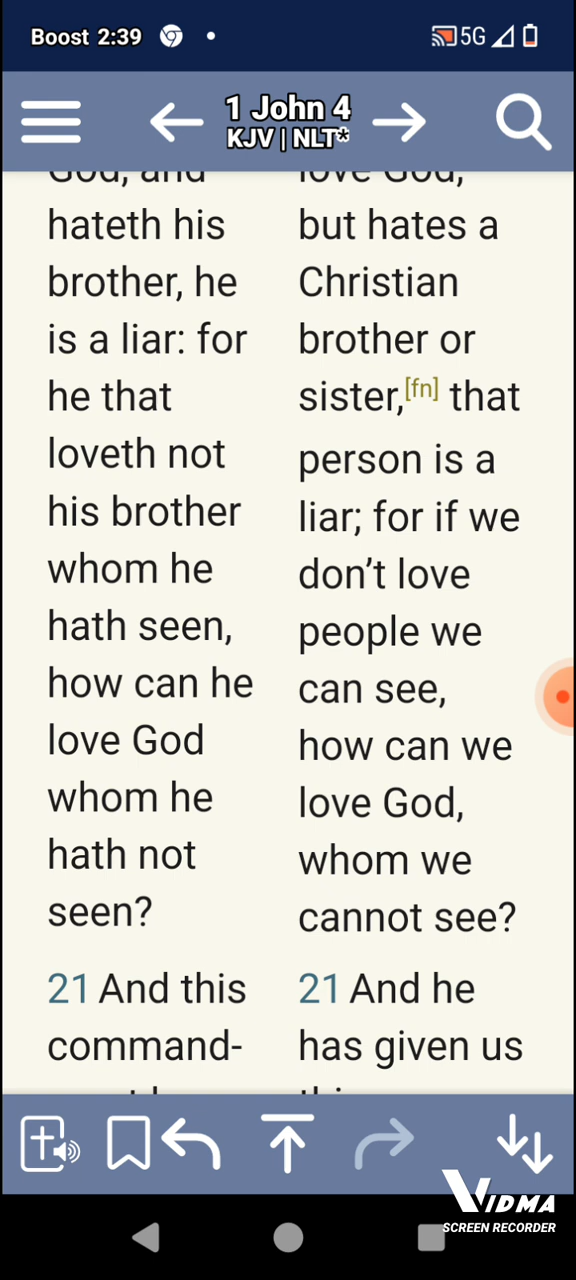 Boost 2:39 5G
1 John 4
KJV | NLT*
God, and
hateth his
brother, he
is a liar: for
he that
loveth not
his brother
whom he
hath seen,
how can he
love God
whom he
hath not
seen?
21 And this
command-
love God,
but hates a
Christian
brother or
sister,[fn] that
person is a
liar; for if we
don’t love
people we
can see,
how can we
love God,
whom we
cannot see?
21 And he
has given us
VIDMA
SCREEN RECORDER